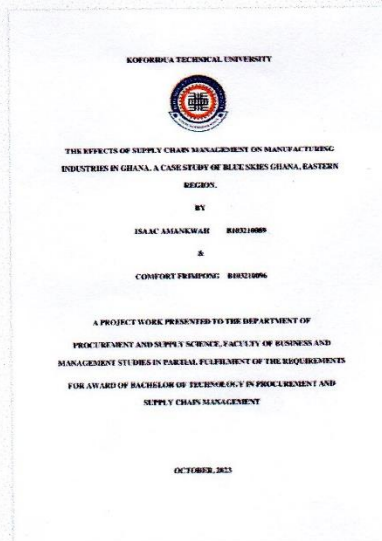 KOFORIDUA TECHNICAL UNIVERSITY
THE EFFECTS OF SUPPLY CHAIN MANAGEMENT ON MANUFACTURING
INDUSTRIES IN GHANA. A CASE STUDY OF BLUE SKIES GHANA, EASTERN
REGION.
BY
ISAAC AMANKWAH B103210089
&
COMFORT FRIMPONG B103210096
A PROJECT WORK PRESENTED TO THE DEPARTMENT OF
PROCUREMENT AND SUPPLY SCIENCE, FACULTY OF BUSINESS AND
MANAGEMENT STUDIES IN PARTIAL FULFILMENT OF THE REQUIREMENTS
FOR AWARD OF BACHELOR OF TECHNOLOGY IN PROCUREMENT AND
SUPPLY CHAIN MANAGEMENT
OCTOBER, 2023